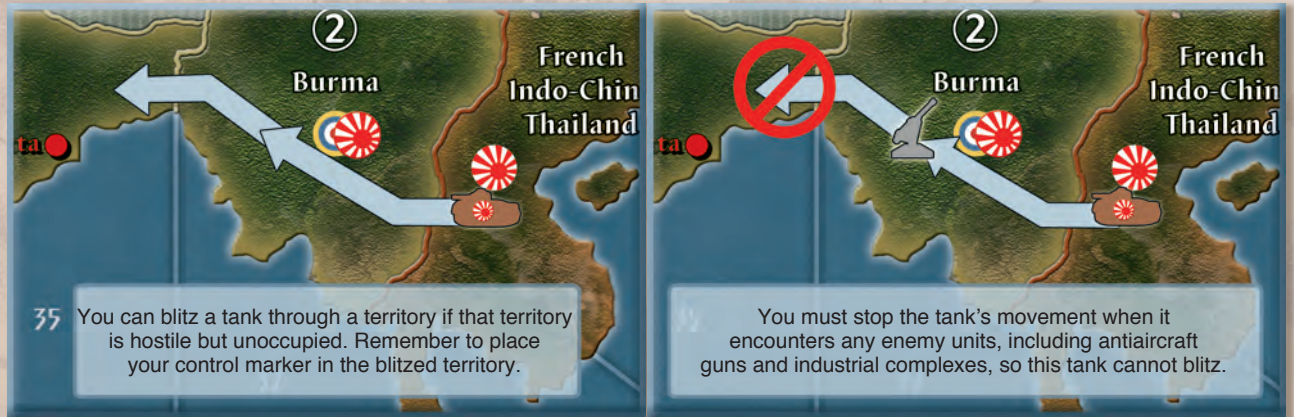 ②
Burma
French
Indo-Chin
Thailand
ta
35
You can blitz a tank through a territory if that territory
is hostile but unoccupied. Remember to place
your control marker in the blitzed territory.
②
Burma
French
Indo-Chin
Thailand
ta
You must stop the tank’s movement when it
encounters any enemy units, including antiaircraft
guns and industrial complexes, so this tank cannot blitz.